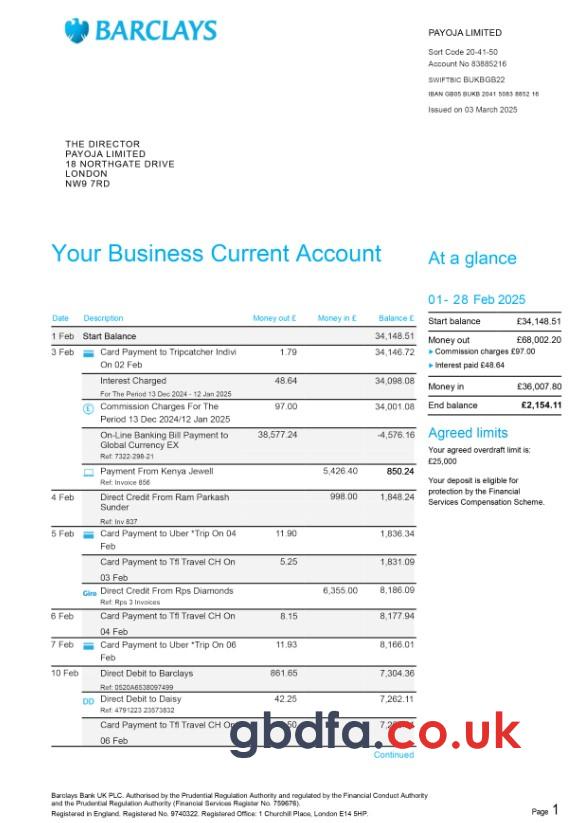 BARCLAYS
PAYOJA LIMITED
Sort Code 20-41-50
Account No 83885216
SWIFTBIC BUKBGB22
IBAN GB05 BUKB 2041 5083 8852 16
Issued on 03 March 2025
THE DIRECTOR
PAYOJA LIMITED
18 NORTHGATE DRIVE
LONDON
NW9 7RD
Your Business Current Account
Date Description Money out £ Money in £ Balance £
1 Feb Start Balance 34,148.51
3 Feb Card Payment to Tripcatcher Indivi 1.79 34,146.72
On 02 Feb
Interest Charged 48.64 34,098.08
For The Period 13 Dec 2024 - 12 Jan 2025
£ Commission Charges For The 97.00 34,001.08
Period 13 Dec 2024/12 Jan 2025
On-Line Banking Bill Payment to 38,577.24 -4,576.16
Global Currency EX
Ref: 7322-298-21
Payment From Kenya Jewell 5,426.40 850.24
Ref: Invoice 856
4 Feb Direct Credit From Ram Parkash 998.00 1,848.24
Sunder
Ref: Inv 837
5 Feb Card Payment to Uber *Trip On 04 11.90 1,836.34
Feb
Card Payment to Tfl Travel CH On 5.25 1,831.09
03 Feb
Giro Direct Credit From Rps Diamonds 6,355.00 8,186.09
Ref: Rps 3 Invoices
6 Feb Card Payment to Tfl Travel CH On 8.15 8,177.94
04 Feb
7 Feb Card Payment to Uber *Trip On 06 11.93 8,166.01
Feb
10 Feb Direct Debit to Barclays 861.65 7,304.36
Ref: 0520A6538097499
DD Direct Debit to Daisy 42.25 7,262.11
Ref: 4791223 23573832
Card Payment to Tfl Travel CH On
06 Feb
Continued
At a glance
01- 28 Feb 2025
Start balance £34,148.51
Money out £68,002.20
Commission charges £97.00
Interest paid £48.64
Money in £36,007.80
End balance £2,154.11
Agreed limits
Your agreed overdraft limit is:
£25,000
Your deposit is eligible for
protection by the Financial
Services Compensation Scheme.
gbdfa.co.uk
Barclays Bank UK PLC. Authorised by the Prudential Regulation Authority and regulated by the Financial Conduct Authority
and the Prudential Regulation Authority (Financial Services Register No. 759676).
Registered in England. Registered No. 9740322. Registered Office: 1 Churchill Place, London E14 5HP.
Page 1